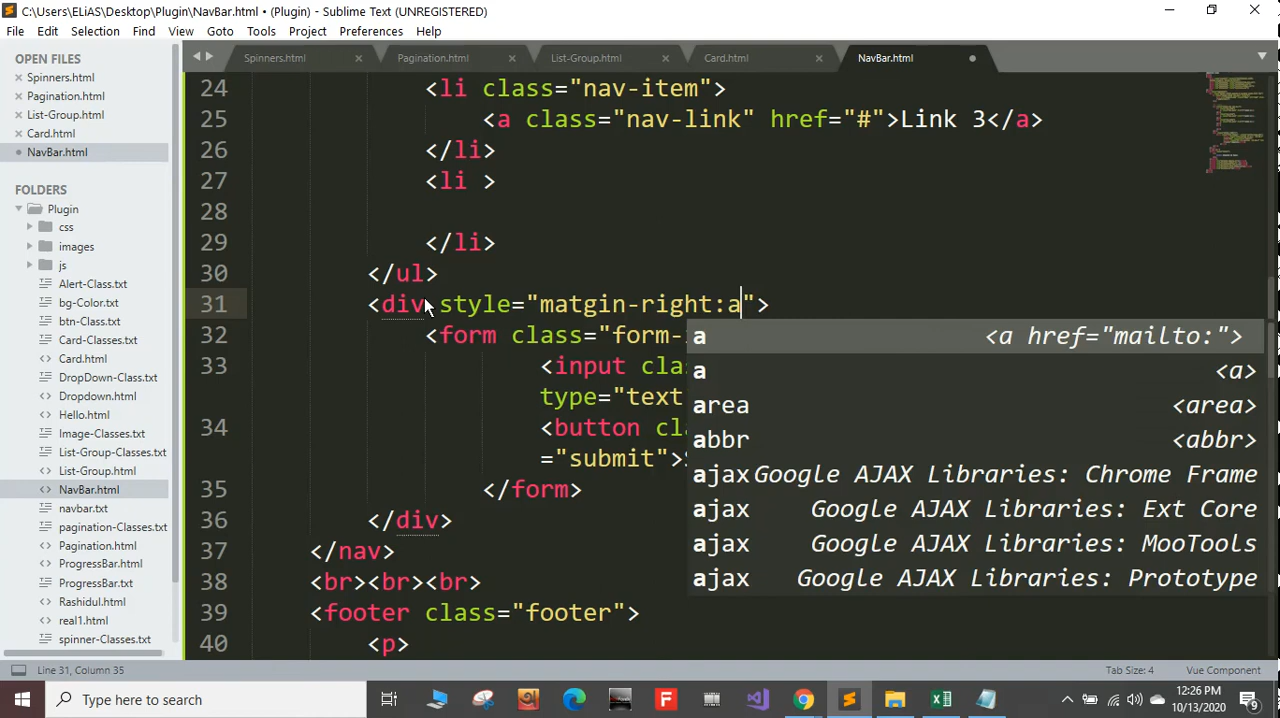 C:\Users\ELiAS\Desktop\Plugin\NavBar.html • (Plugin) - Sublime Text (UNREGISTERED)
File Edit Selection Find View Goto Tools Project Preferences Help
OPEN FILES
Spinners.html
Pagination.html
List-Group.html
Card.html
NavBar.html
FOLDERS
Plugin
css
images
js
Alert-Class.txt
bg-Color.txt
btn-Class.txt
Card-Classes.txt
Card.html
DropDown-Class.txt
Dropdown.html
Hello.html
Image-Classes.txt
List-Group-Classes.txt
List-Group.html
NavBar.html
navbar.txt
pagination-Classes.txt
Pagination.html
ProgressBar.html
ProgressBar.txt
Rashidul.html
real1.html
spinner-Classes.txt
Spinners.html Pagination.html List-Group.html Card.html NavBar.html
24 <li class="nav-item">
25 <a class="nav-link" href="#">Link 3</a>
26 </li>
27 <li >
28
29 </li>
30 </ul>
31 <div style="matgin-right:a">
32 <form class="form-
33 <input clas
type="text
34 <button cl
="submit">S
35 </form>
36 </div>
37 </nav>
38 <br><br><br>
39 <footer class="footer">
40 <p>
a <a href="mailto:">
a <a>
area <area>
abbr <abbr>
ajax Google AJAX Libraries: Chrome Frame
ajax Google AJAX Libraries: Ext Core
ajax Google AJAX Libraries: MooTools
ajax Google AJAX Libraries: Prototype
Line 31, Column 35
Tab Size: 4 Vue Component
Type here to search
12:26 PM
10/13/2020
9